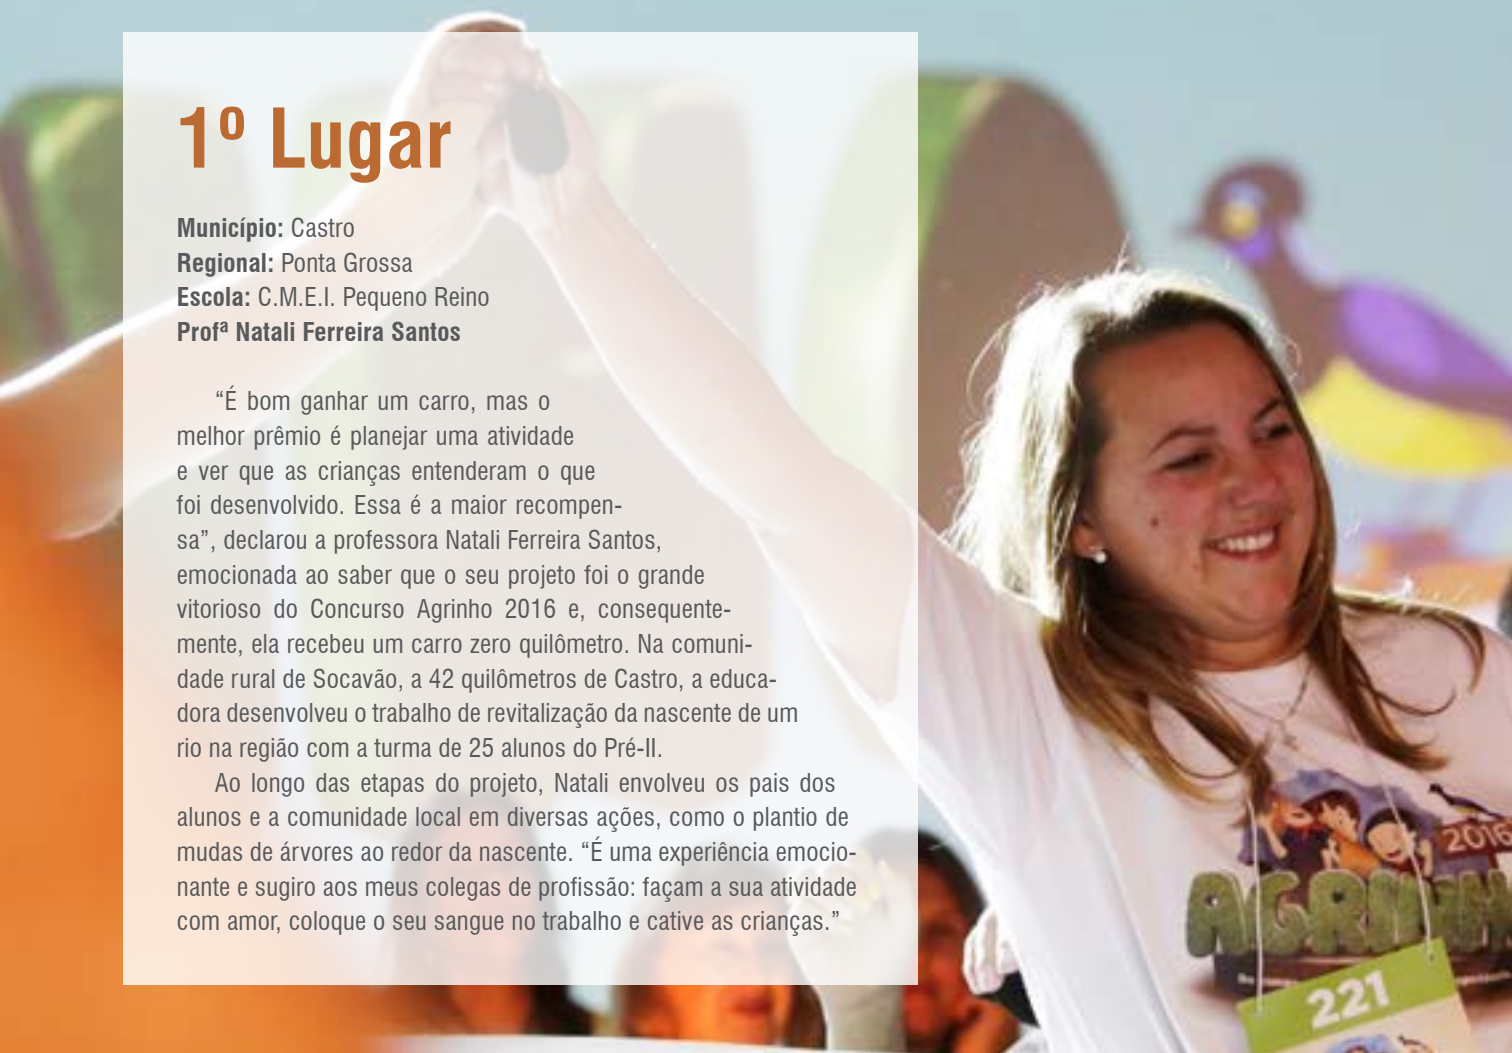 1º Lugar
Município: Castro
Regional: Ponta Grossa
Escola: C.M.E.I. Pequeno Reino
Profª Natali Ferreira Santos
“É bom ganhar um carro, mas o
melhor prêmio é planejar uma atividade
e ver que as crianças entenderam o que
foi desenvolvido. Essa é a maior recompen-
sa”, declarou a professora Natali Ferreira Santos,
emocionada ao saber que o seu projeto foi o grande
vitorioso do Concurso Agrinho 2016 e, consequente-
mente, ela recebeu um carro zero quilômetro. Na comuni-
dade rural de Socavão, a 42 quilômetros de Castro, a educa-
dora desenvolveu o trabalho de revitalização da nascente de um
rio na região com a turma de 25 alunos do Pré-II.
Ao longo das etapas do projeto, Natali envolveu os pais dos
alunos e a comunidade local em diversas ações, como o plantio de
mudas de árvores ao redor da nascente. “É uma experiência emocio-
nante e sugiro aos meus colegas de profissão: façam a sua atividade
com amor, coloque o seu sangue no trabalho e cative as crianças.”
2016
AGRINH
221